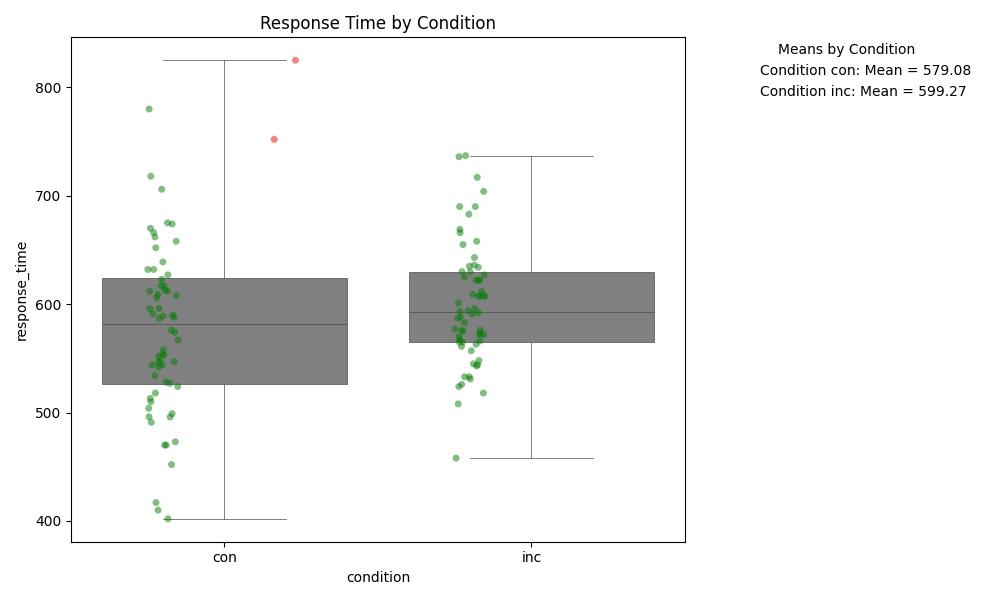 Response Time by Condition
Means by Condition
Condition con: Mean = 579.08
Condition inc: Mean = 599.27
response_time
800
700
600
500
400
con
inc
condition